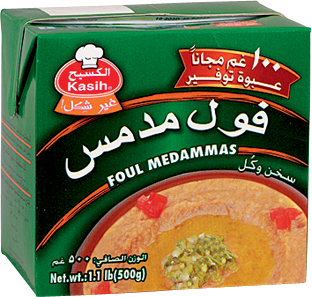 الكسيح
Kasih
غير شكل!
١٠٠ غم مجاناً
عبوة توفير
فول مدمس
FOUL MEDAMMAS
سخن وكل
الوزن الصافي: ٥٠٠ غم
Net.wt.: 1.1 lb(500g)